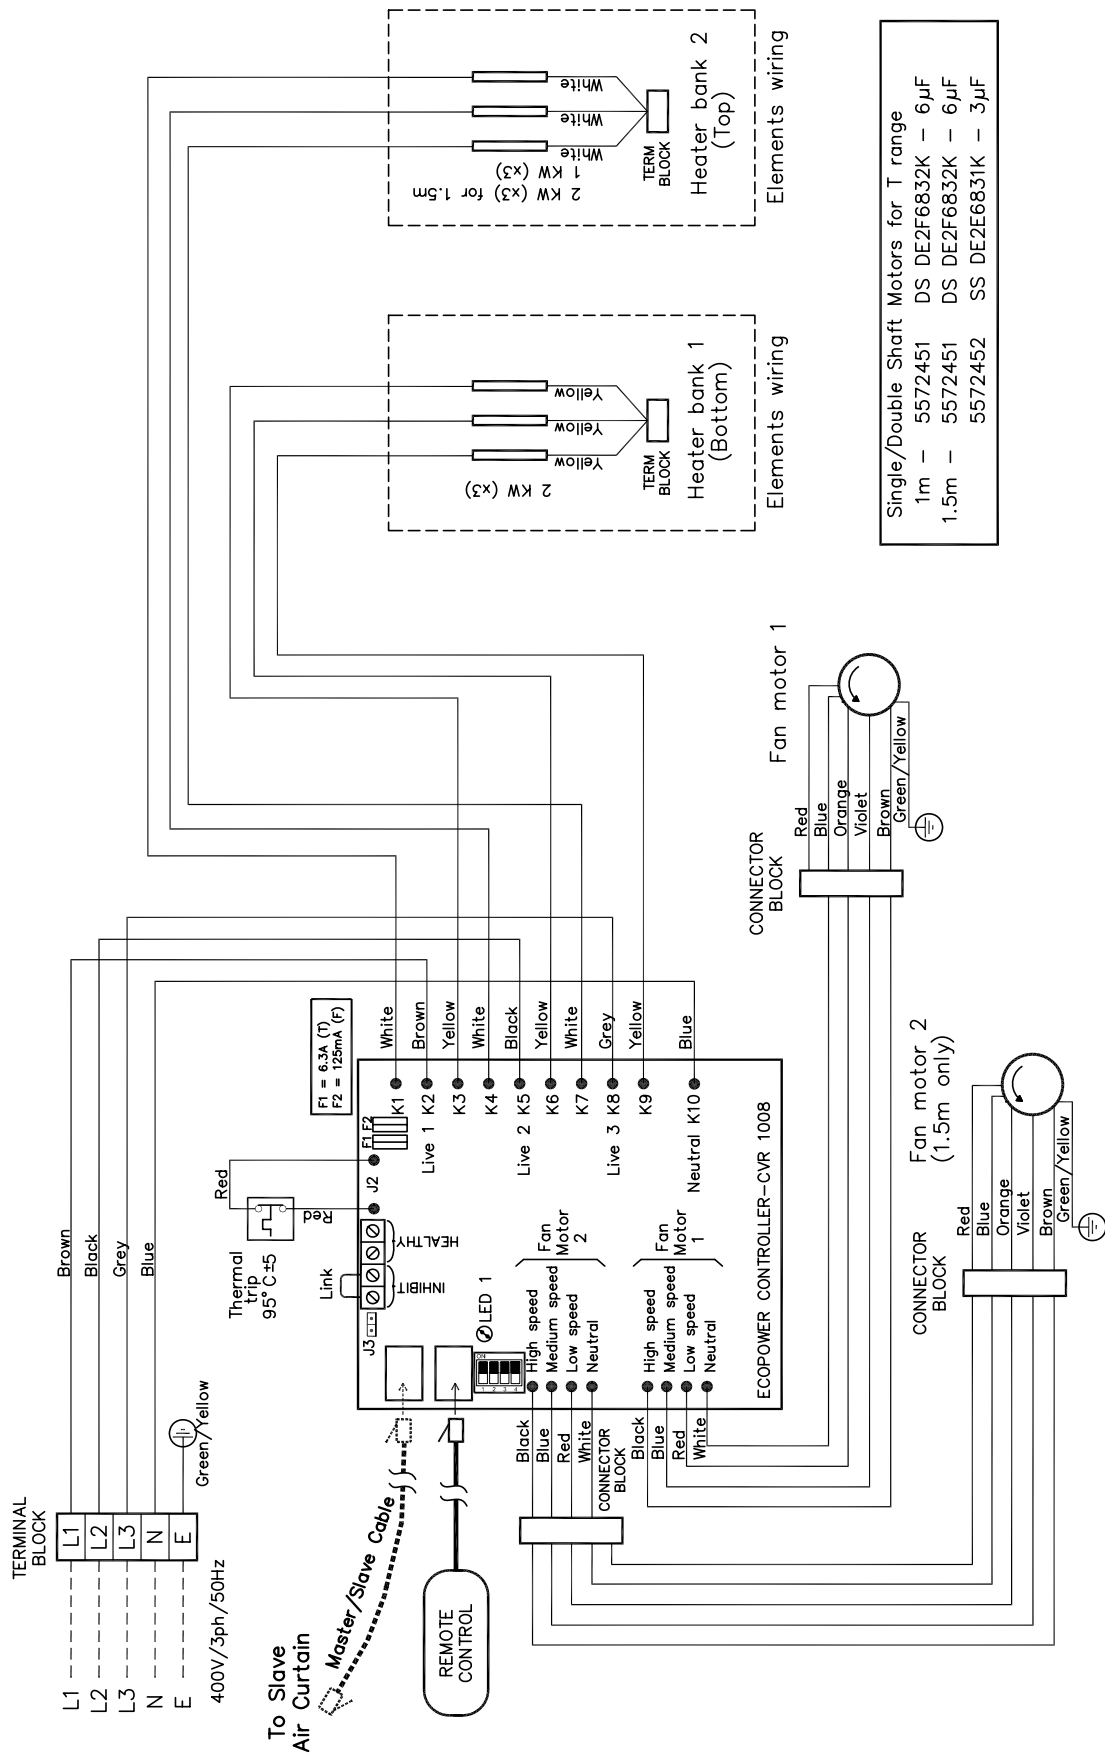 TERMINAL
BLOCK
L1
L2
L3
N
E
L1
L2
L3
N
E
400V/3ph/50Hz
Green/Yellow
Brown
Black
Grey
Blue
To Slave
Air Curtain
Master/Slave Cable
REMOTE
CONTROL
Thermal
trip
95°C±5
Red
Red
Link
J3
INHIBIT
HEALTHY
J2
F1
F2
F1 = 6.3A (T)
F2 = 125mA (F)
ON
1 2 3 4
LED 1
K1
Live 1 K2
K3
K4
Live 2 K5
K6
K7
Live 3 K8
K9
Neutral K10
White
Brown
Yellow
White
Black
Yellow
White
Grey
Yellow
Blue
High speed
Medium speed
Low speed
Neutral
Fan
Motor
2
High speed
Medium speed
Low speed
Neutral
Fan
Motor
1
ECOPOWER CONTROLLER-CVR 1008
Black
Blue
Red
White
CONNECTOR
BLOCK
Black
Blue
Red
White
CONNECTOR
BLOCK
Red
Blue
Orange
Violet
Brown
Green/Yellow
Fan motor 2
(1.5m only)
CONNECTOR
BLOCK
Red
Blue
Orange
Violet
Brown
Green/Yellow
Fan motor 1
2 KW (x3)
Yellow
Yellow
Yellow
TERM
BLOCK
Heater bank 1
(Bottom)
Elements wiring
2 KW (x3) for 1.5m
1 KW (x3)
White
White
White
TERM
BLOCK
Heater bank 2
(Top)
Elements wiring
Single/Double Shaft Motors for T range
1m - 5572451 DS DE2F6832K - 6µF
1.5m - 5572451 DS DE2F6832K - 6µF
5572452 SS DE2E6831K - 3µF